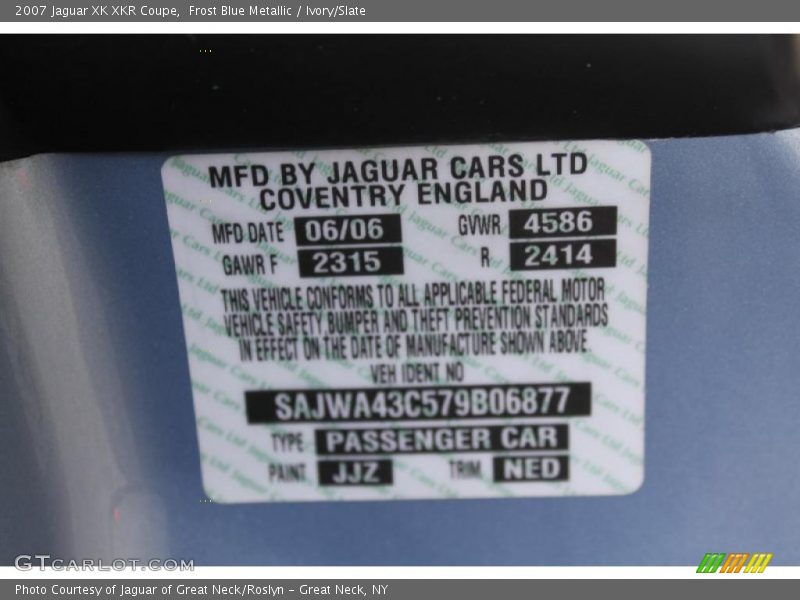 2007 Jaguar XK XKR Coupe,  Frost Blue Metallic / Ivory/Slate
MFD BY JAGUAR CARS LTD
COVENTRY ENGLAND
MFD DATE 06/06 GVWR 4586
GAWR F 2315 R 2414
THIS VEHICLE CONFORMS TO ALL APPLICABLE FEDERAL MOTOR
VEHICLE SAFETY, BUMPER AND THEFT PREVENTION STANDARDS
IN EFFECT ON THE DATE OF MANUFACTURE SHOWN ABOVE
VEH IDENT NO
SAJWA43C579B06877
TYPE PASSENGER CAR
PAINT JJZ TRIM NED
GTCARLOT.COM
Photo Courtesy of Jaguar of Great Neck/Roslyn – Great Neck, NY